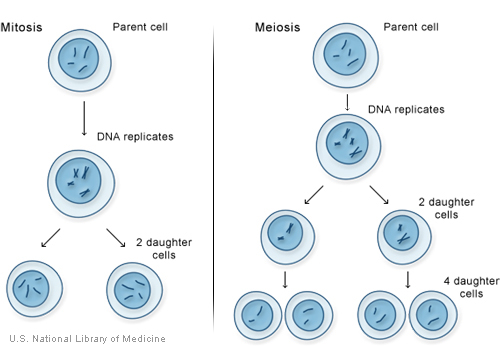 Mitosis
Parent cell
DNA replicates
2 daughter
cells
U.S. National Library of Medicine
Meiosis
Parent cell
DNA replicates
2 daughter
cells
4 daughter
cells